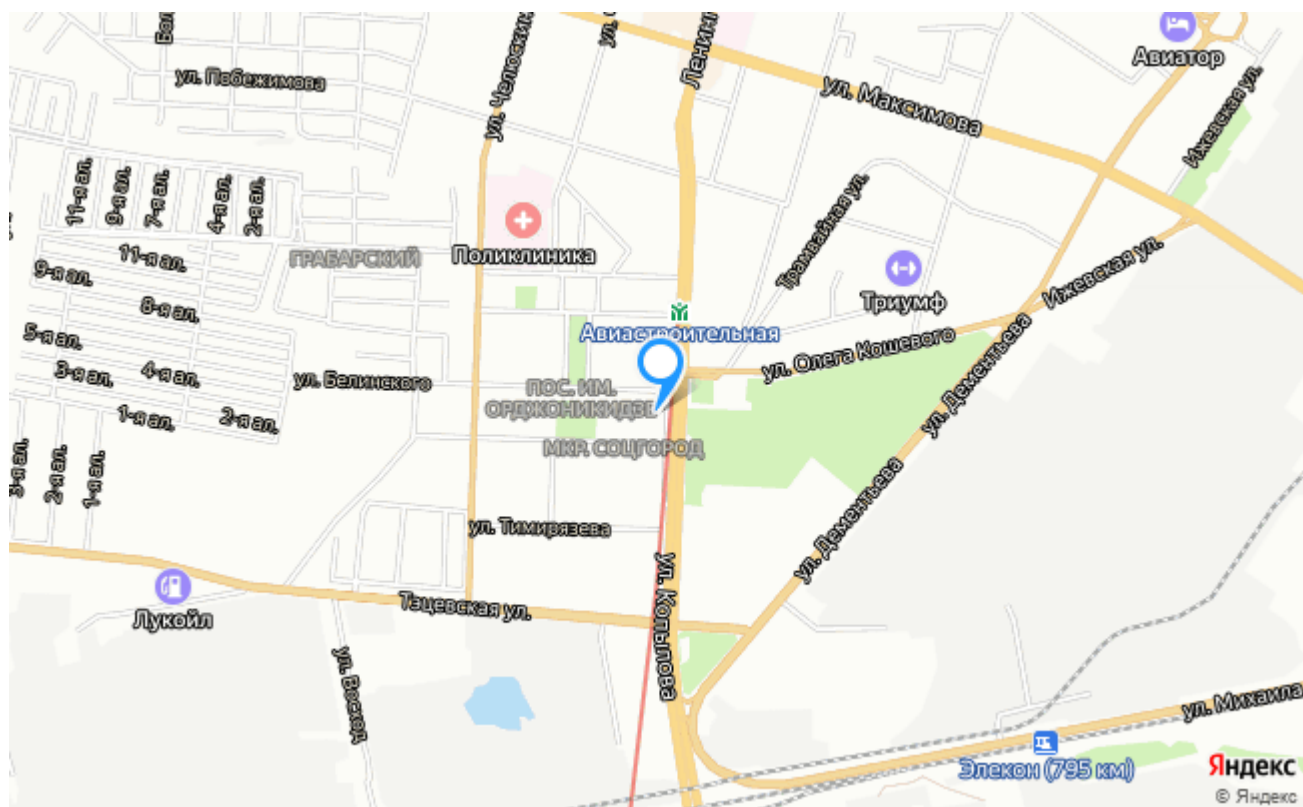 Бол
ул. Побежимова
ул. Челюскин
ул.
Ленинг
ул. Максимова
Авиатор
Ижевская ул.
11-я ал.
9-я ал.
7-я ал.
4-я ал.
2-я ал.
Поликлиника
ГРАБАРСКИЙ
11-я ал.
9-я ал.
8-я ал.
Трамвайная ул.
Триумф
Ижевская ул.
Авиастроительная
ул. Олега Кошевого
5-я ал.
3-я ал.
4-я ал.
1-я ал.
2-я ал.
ул. Белинского
ПОС. ИМ.
ОРДЖОНИКИДЗЕ
МКР. СОЦГОРОД
ул. Дементьева
3-я ал.
2-я ал.
1-я ал.
ул. Тимирязева
ул. Дементьева
Лукойл
Тэцевская ул.
ул. Копылова
ул. Восход
ул. Михаила
Элекон (795 км)
Яндекс
© Яндекс